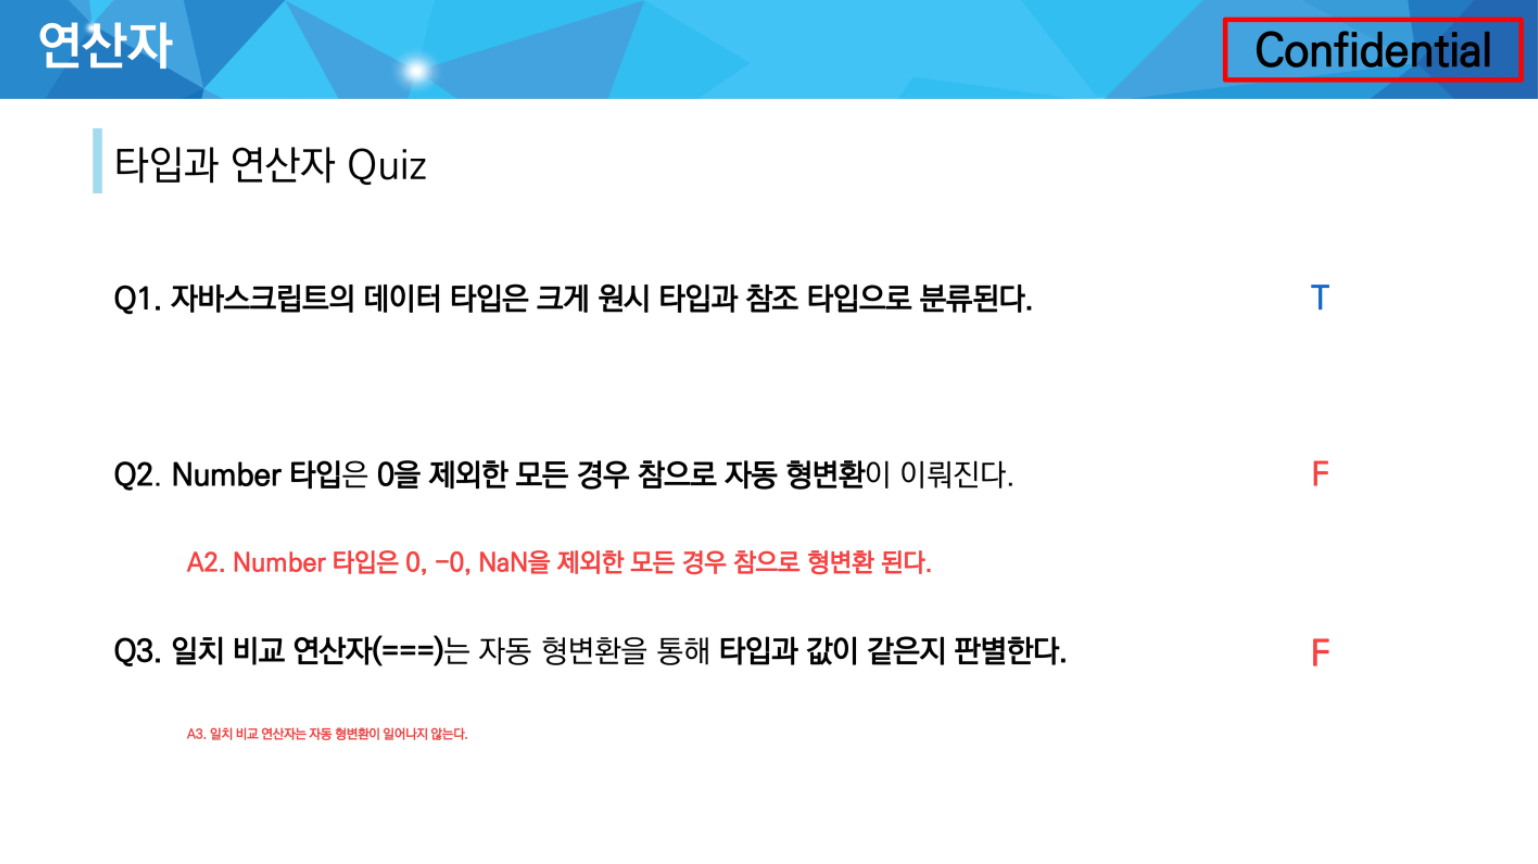 연산자
Confidential
타입과 연산자 Quiz
Q1. 자바스크립트의 데이터 타입은 크게 원시 타입과 참조 타입으로 분류된다.
T
Q2. Number 타입은 0을 제외한 모든 경우 참으로 자동 형변환이 이뤄진다.
F
A2. Number 타입은 0, -0, NaN을 제외한 모든 경우 참으로 형변환 된다.
Q3. 일치 비교 연산자(===)는 자동 형변환을 통해 타입과 값이 같은지 판별한다.
F
A3. 일치 비교 연산자는 자동 형변환이 일어나지 않는다.